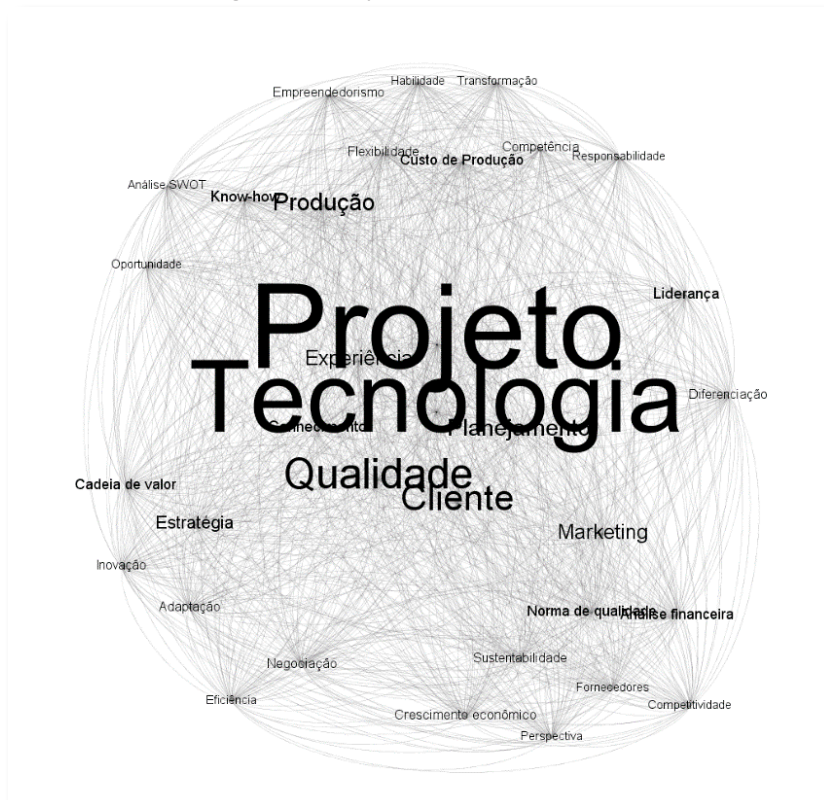 Habilidade
Transformação
Empreendedorismo
Competência
Flexibilidade
Responsabilidade
Custo de Produção
Análise SWOT
Know-how
Produção
Oportunidade
Liderança
Projeto
Experiência
Tecnologia
Diferenciação
Conhecimento
Planejamento
Qualidade
Cadeia de valor
Cliente
Estratégia
Marketing
Inovação
Adaptação
Norma de qualidade
Análise financeira
Sustentabilidade
Negociação
Fornecedores
Eficiência
Competitividade
Crescimento econômico
Perspectiva